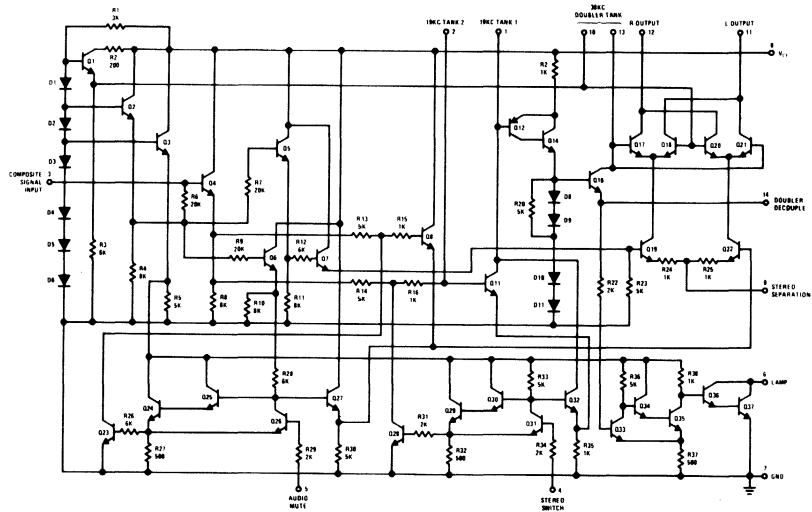 38KC
DOUBLER TANK
19KC TANK 2
19KC TANK 1
R OUTPUT
L OUTPUT
2
1
10
13
12
11
R1
3K
R2
200
8
Q1
R2
1K
D1
Q2
Q12
Q14
Q17
Q18
Q20
Q21
D2
Q3
Q5
D3
COMPOSITE
SIGNAL
INPUT
3
Q4
R7
20K
Q16
R6
20K
R20
5K
D8
D9
14
DOUBLER
DECOUPLE
D4
R13
5K
R15
1K
Q8
D5
R3
6K
R9
20K
Q6
R12
6K
Q7
Q19
Q22
R24
1K
R25
1K
D6
R4
8K
R5
5K
R8
8K
R10
8K
R11
8K
R14
5K
R16
1K
Q11
D10
D11
R22
2K
R23
5K
STEREO
SEPARATION
R28
6K
R33
5K
R36
5K
R38
1K
6
LAMP
Q24
Q25
Q27
Q29
Q30
Q32
Q34
Q36
Q37
Q23
R26
6K
Q26
Q28
R31
2K
Q31
Q33
Q35
R27
500
R29
2K
R30
5K
R32
500
R34
2K
R35
1K
R37
500
7
GND
5
AUDIO
MUTE
4
STEREO
SWITCH